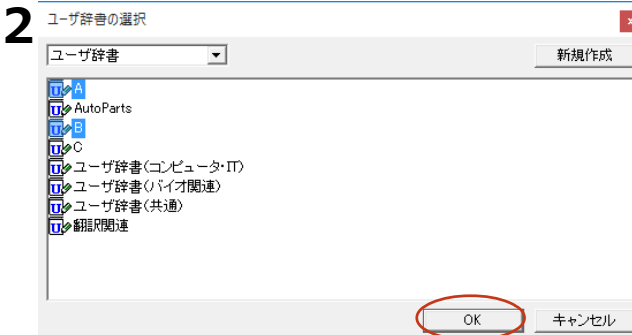 2
ユーザ辞書の選択
ユーザ辞書
新規作成
A
AutoParts
B
C
ユーザ辞書(コンピュータ・IT)
ユーザ辞書(バイオ関連)
ユーザ辞書(共通)
翻訳関連
OK
キャンセル